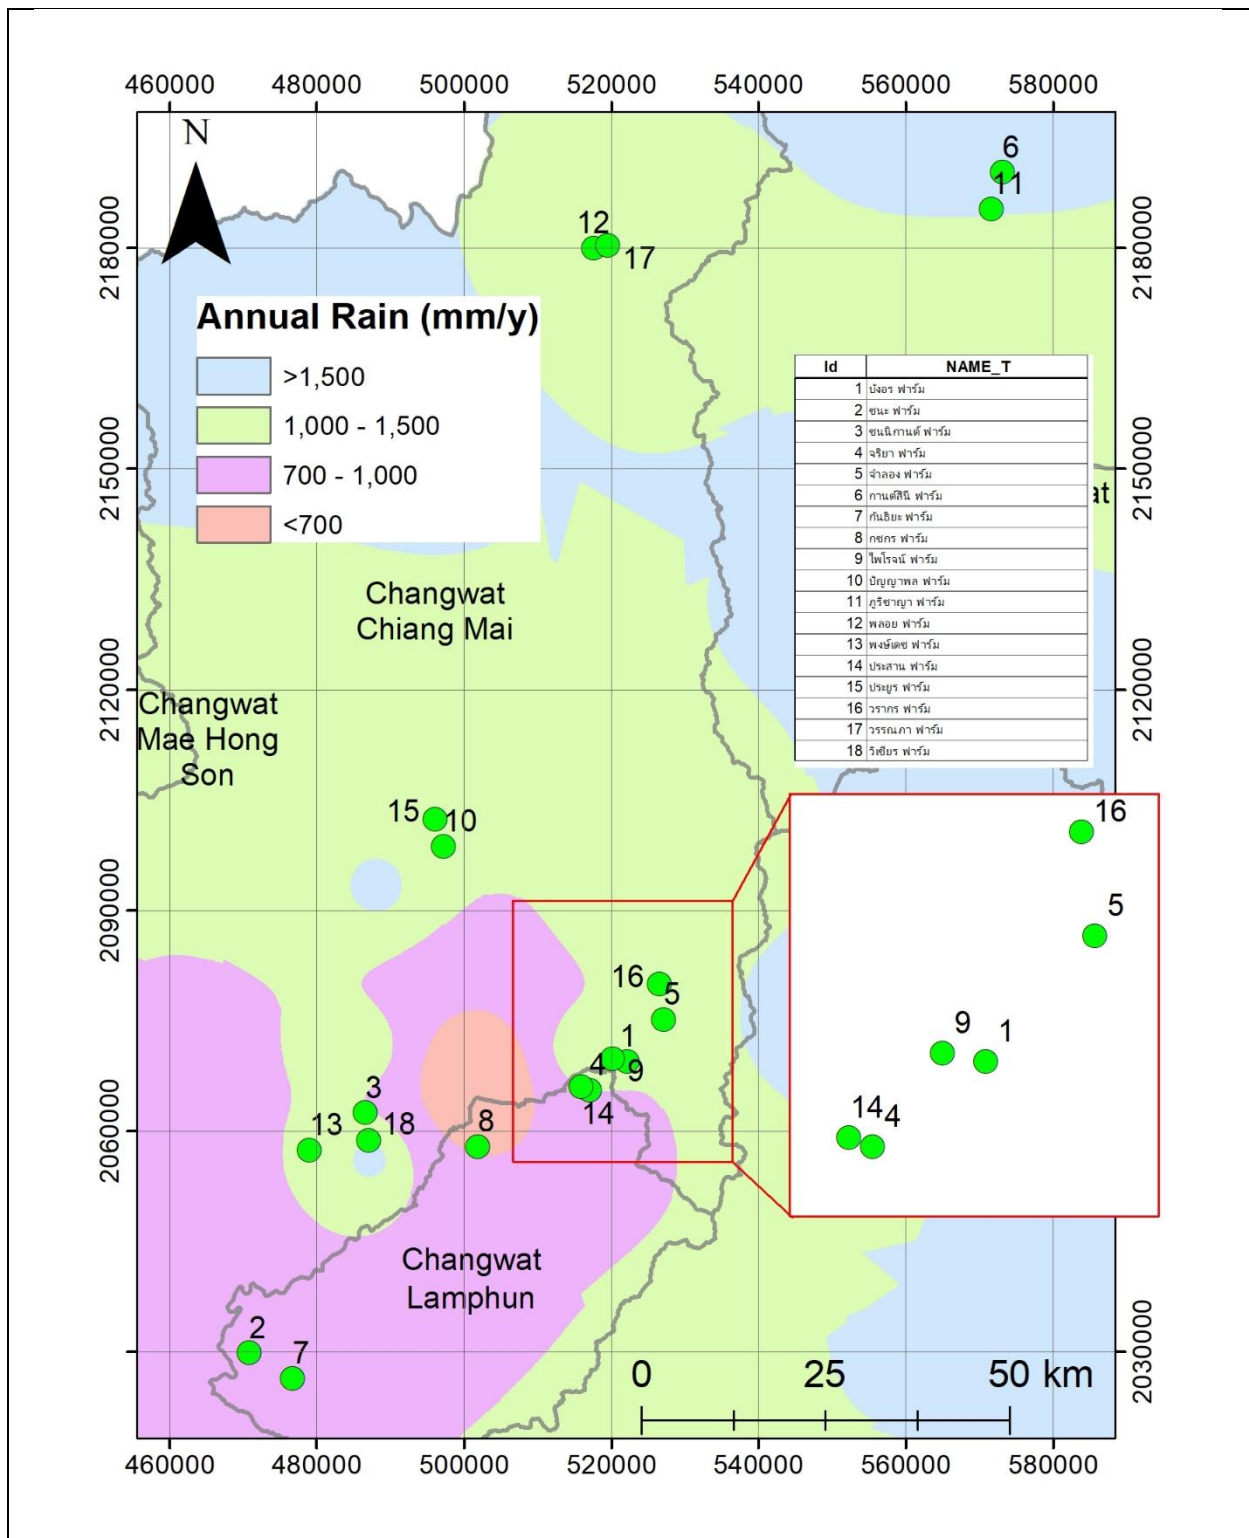 460000 480000 500000 520000 540000 560000 580000
N
6
11
12
17
2180000 2180000
Annual Rain (mm/y)
>1,500
1,000 - 1,500
700 - 1,000
<700
Id NAME_T
1 บังอร ฟาร์ม
2 ชนะ ฟาร์ม
3 ชนนิกานต์ ฟาร์ม
4 จริยา ฟาร์ม
5 จำลอง ฟาร์ม
6 กานต์สินี ฟาร์ม
7 กันธิยะ ฟาร์ม
8 กชกร ฟาร์ม
9 ไพโรจน์ ฟาร์ม
10 ปัญญาพล ฟาร์ม
11 ภูริชาญา ฟาร์ม
12 พลอย ฟาร์ม
13 พงษ์เดช ฟาร์ม
14 ประสาน ฟาร์ม
15 ประยูร ฟาร์ม
16 วรากร ฟาร์ม
17 วรรณภา ฟาร์ม
18 วิเชียร ฟาร์ม
2150000 2150000
at
Changwat
Chiang Mai
2120000 2120000
Changwat
Mae Hong
Son
15 10
16
5
9 1
14 4
2090000
16
5
1
9
4
14
3
13 18
8
2060000
Changwat
Lamphun
2
7
2030000
0 25 50 km
460000 480000 500000 520000 540000 560000 580000